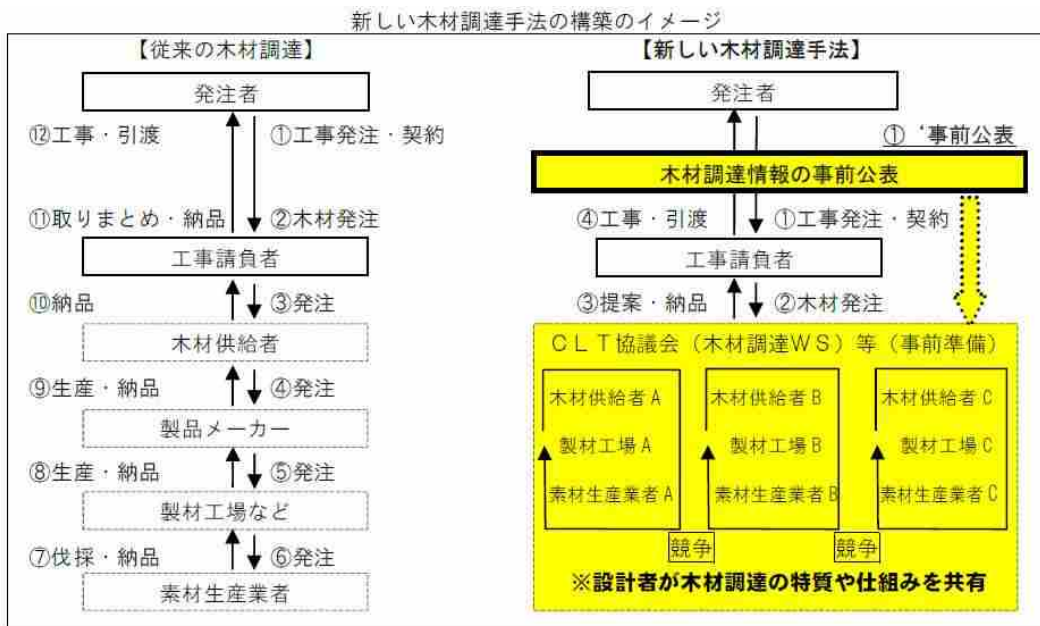 新しい木材調達手法の構築のイメージ
【従来の木材調達】
発注者
⑫工事・引渡
①工事発注・契約
⑪取りまとめ・納品
②木材発注
工事請負者
⑩納品
③発注
木材供給者
⑨生産・納品
④発注
製品メーカー
⑧生産・納品
⑤発注
製材工場など
⑦伐採・納品
⑥発注
素材生産業者
【新しい木材調達手法】
発注者
①‘事前公表
木材調達情報の事前公表
④工事・引渡
①工事発注・契約
工事請負者
③提案・納品
②木材発注
CLT協議会(木材調達WS)等(事前準備)
木材供給者A
製材工場A
素材生産業者A
木材供給者B
製材工場B
素材生産業者B
木材供給者C
製材工場C
素材生産業者C
競争
競争
※設計者が木材調達の特質や仕組みを共有